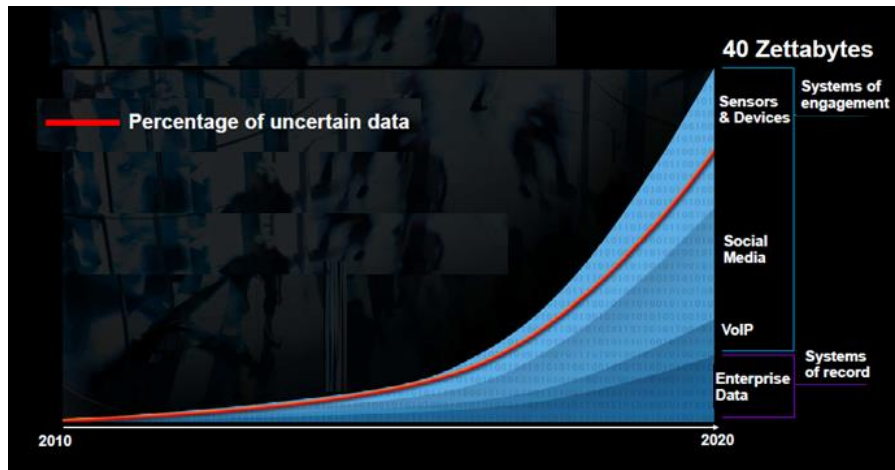 40 Zettabytes
Sensors
& Devices
Systems of
engagement
Percentage of uncertain data
Social
Media
VoIP
Systems
of record
Enterprise
Data
2010
2020